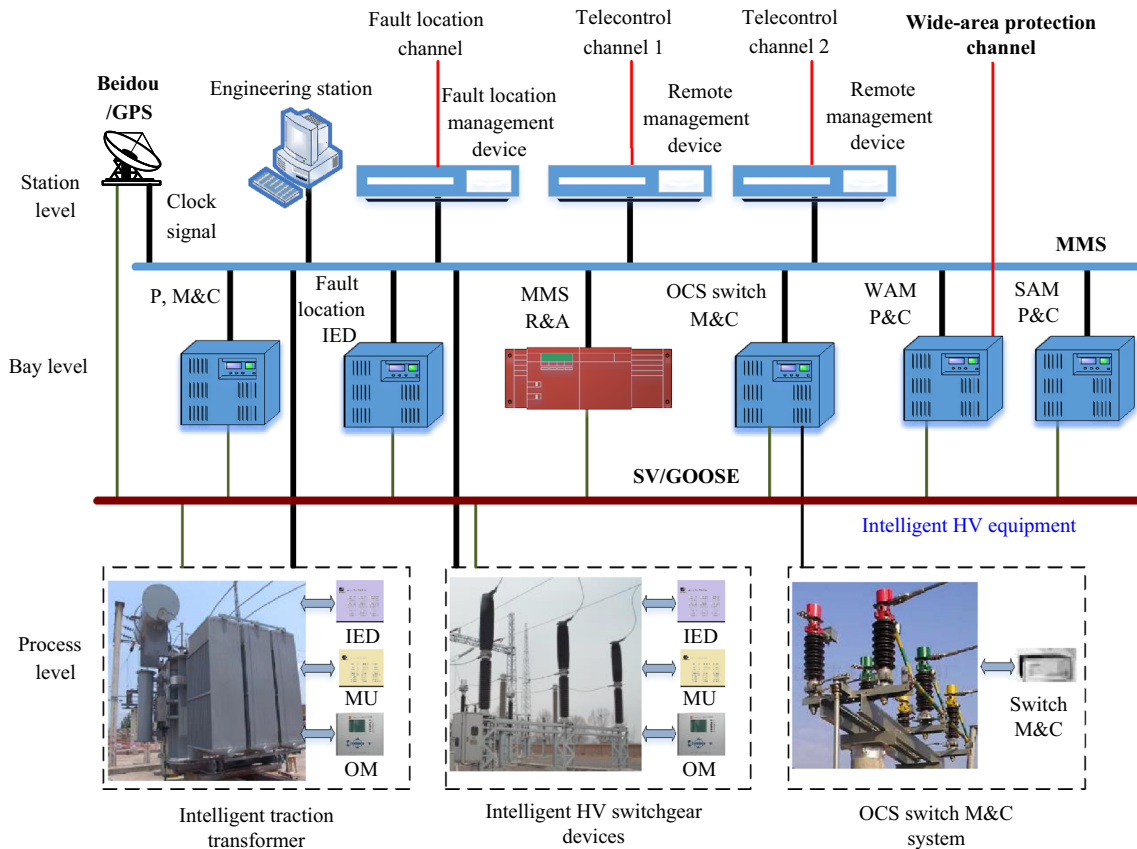 Fault location
channel
Telecontrol
channel 1
Telecontrol
channel 2
Wide-area protection
channel
Beidou
/GPS
Engineering station
Fault location
management
device
Remote
management
device
Remote
management
device
Station
level
Clock
signal
MMS
P, M&C
Fault
location
IED
MMS
R&A
OCS switch
M&C
WAM
P&C
SAM
P&C
Bay level
SV/GOOSE
Intelligent HV equipment
Process
level
IED
MU
OM
IED
MU
OM
Switch
M&C
Intelligent traction
transformer
Intelligent HV switchgear
devices
OCS switch M&C
system